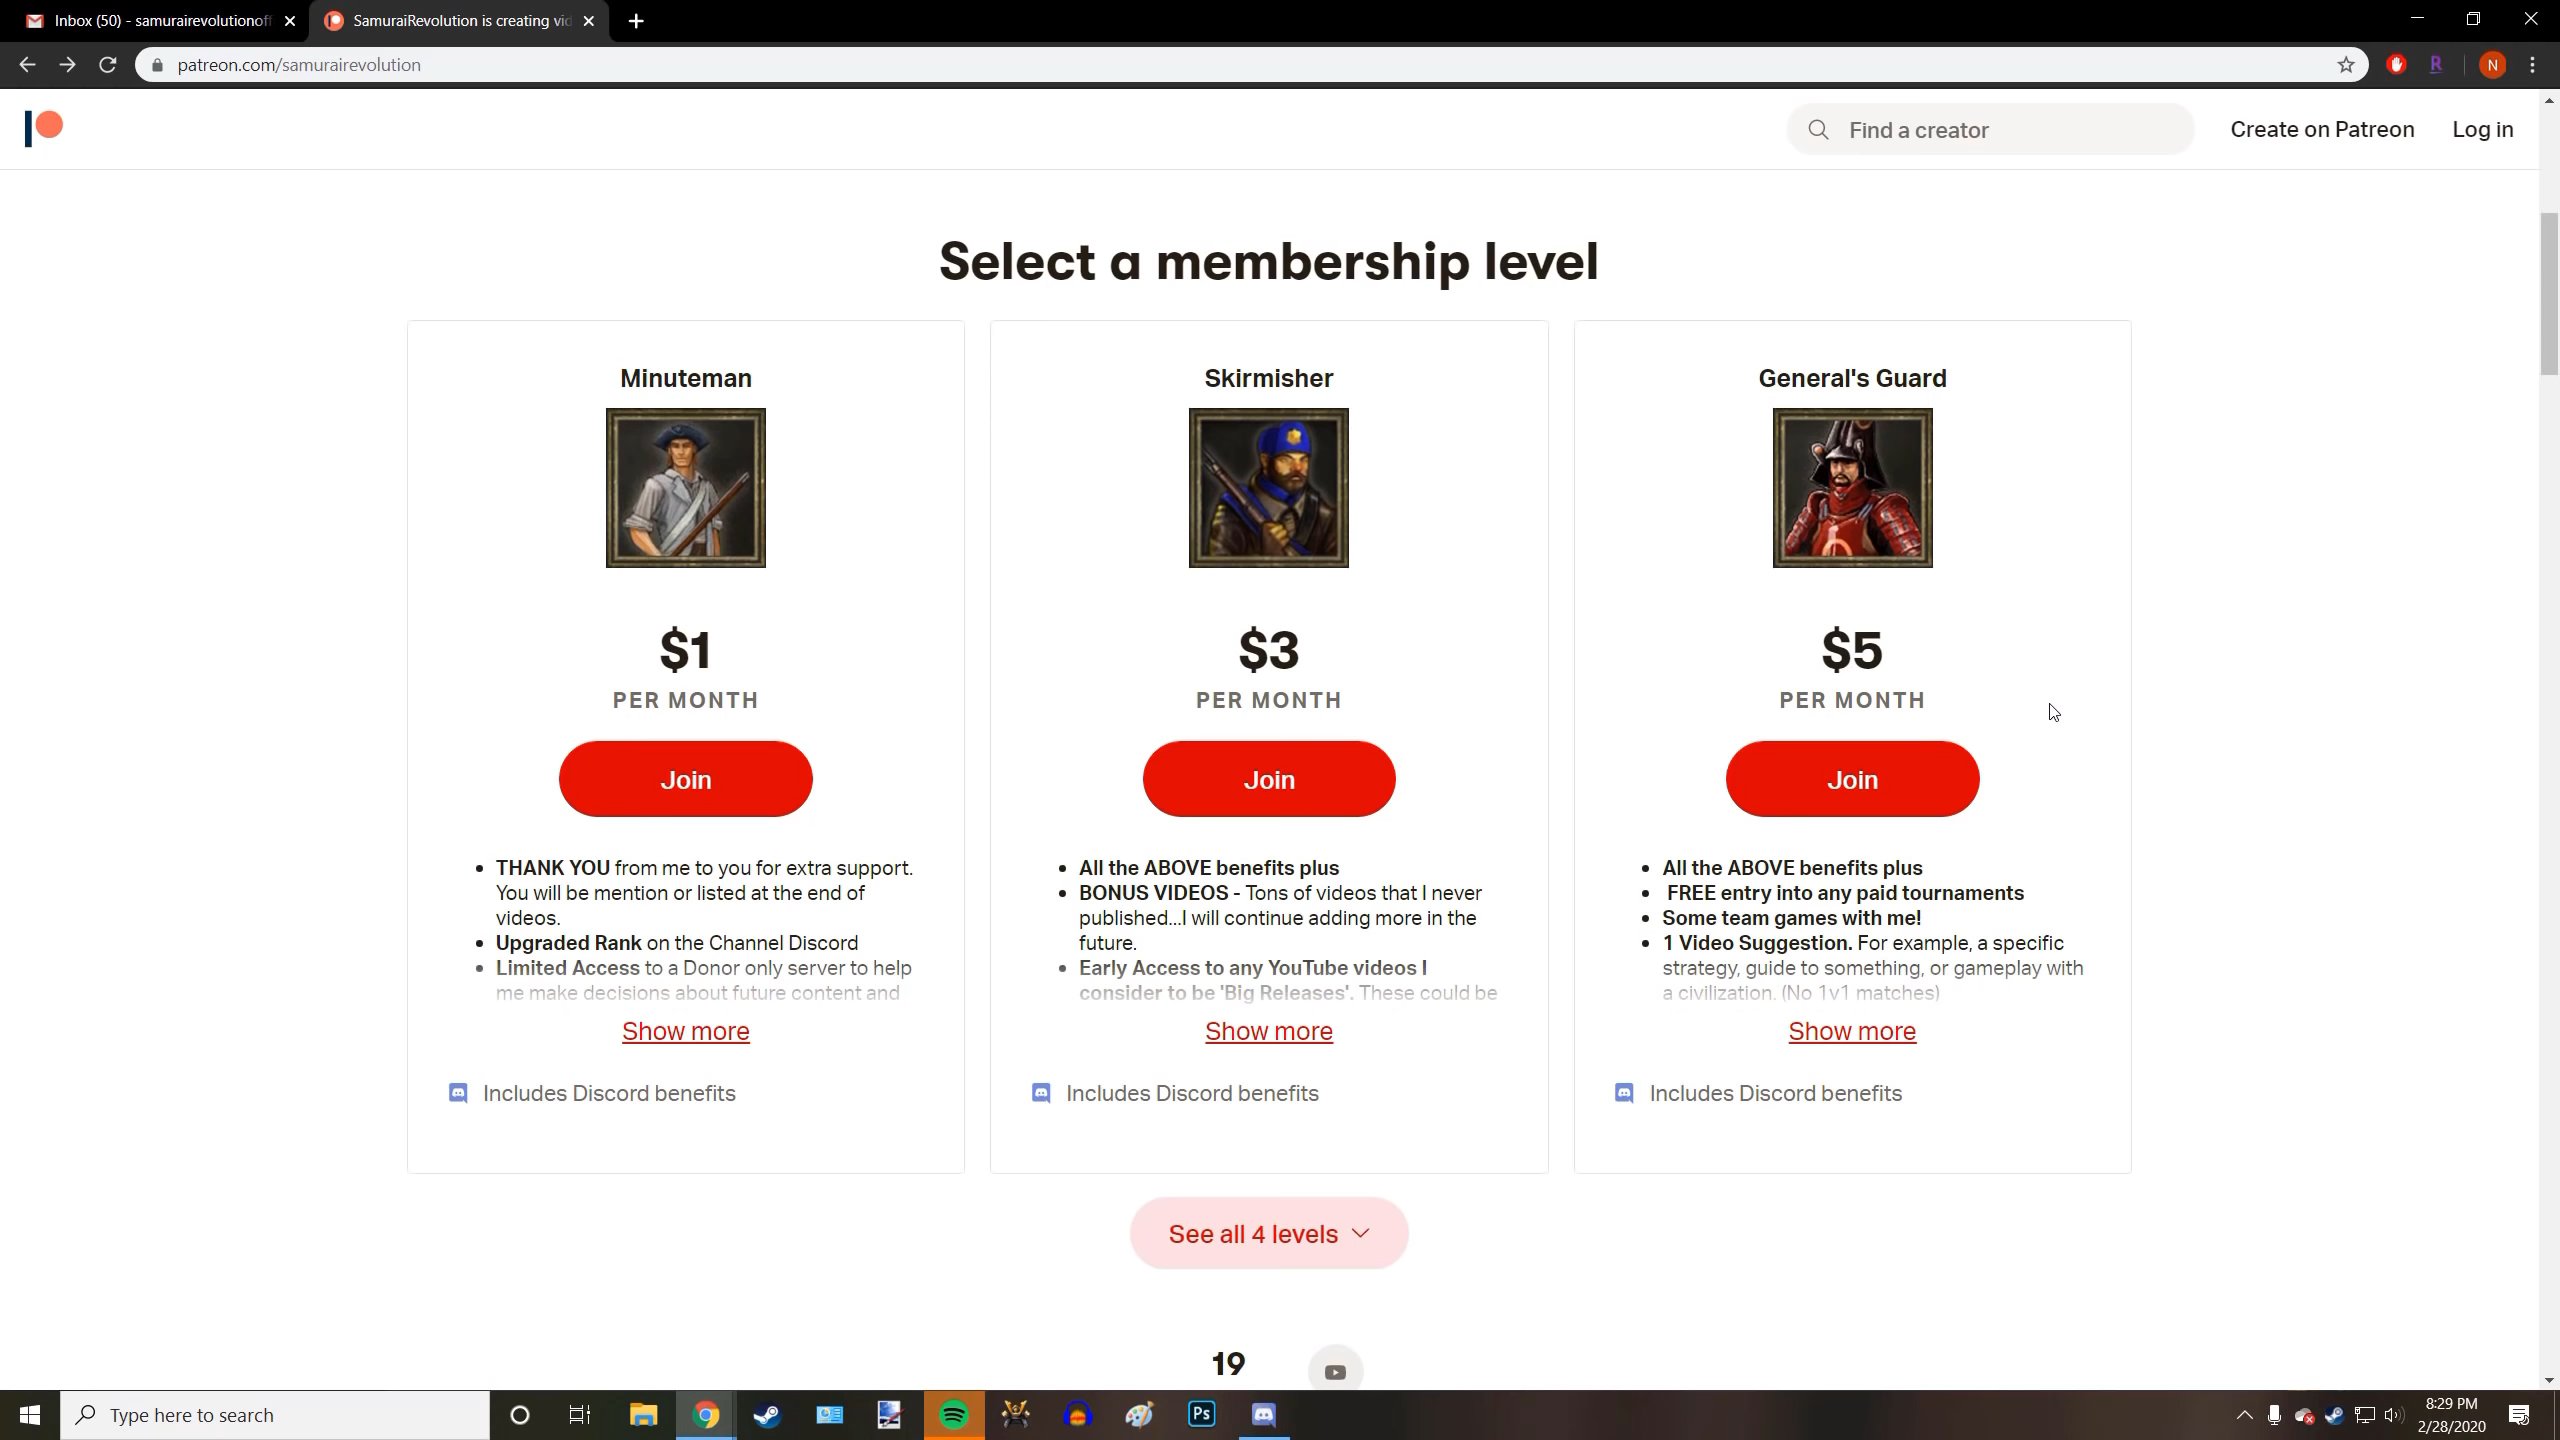 Inbox (50) - samurairevolutionoff
SamuraiRevolution is creating vid
patreon.com/samurairevolution
R
N
Find a creator
Create on Patreon
Log in
Select a membership level
Minuteman
$1
PER MONTH
Join
• THANK YOU from me to you for extra support.
You will be mention or listed at the end of
videos.
• Upgraded Rank on the Channel Discord
• Limited Access to a Donor only server to help
me make decisions about future content and
Show more
Includes Discord benefits
Skirmisher
$3
PER MONTH
Join
• All the ABOVE benefits plus
• BONUS VIDEOS - Tons of videos that I never
published...I will continue adding more in the
future.
• Early Access to any YouTube videos I
consider to be 'Big Releases'. These could be
Show more
Includes Discord benefits
General's Guard
$5
PER MONTH
Join
• All the ABOVE benefits plus
• FREE entry into any paid tournaments
• Some team games with me!
• 1 Video Suggestion. For example, a specific
strategy, guide to something, or gameplay with
a civilization. (No 1v1 matches)
Show more
Includes Discord benefits
See all 4 levels
19
Type here to search
Ps
8:29 PM
2/28/2020